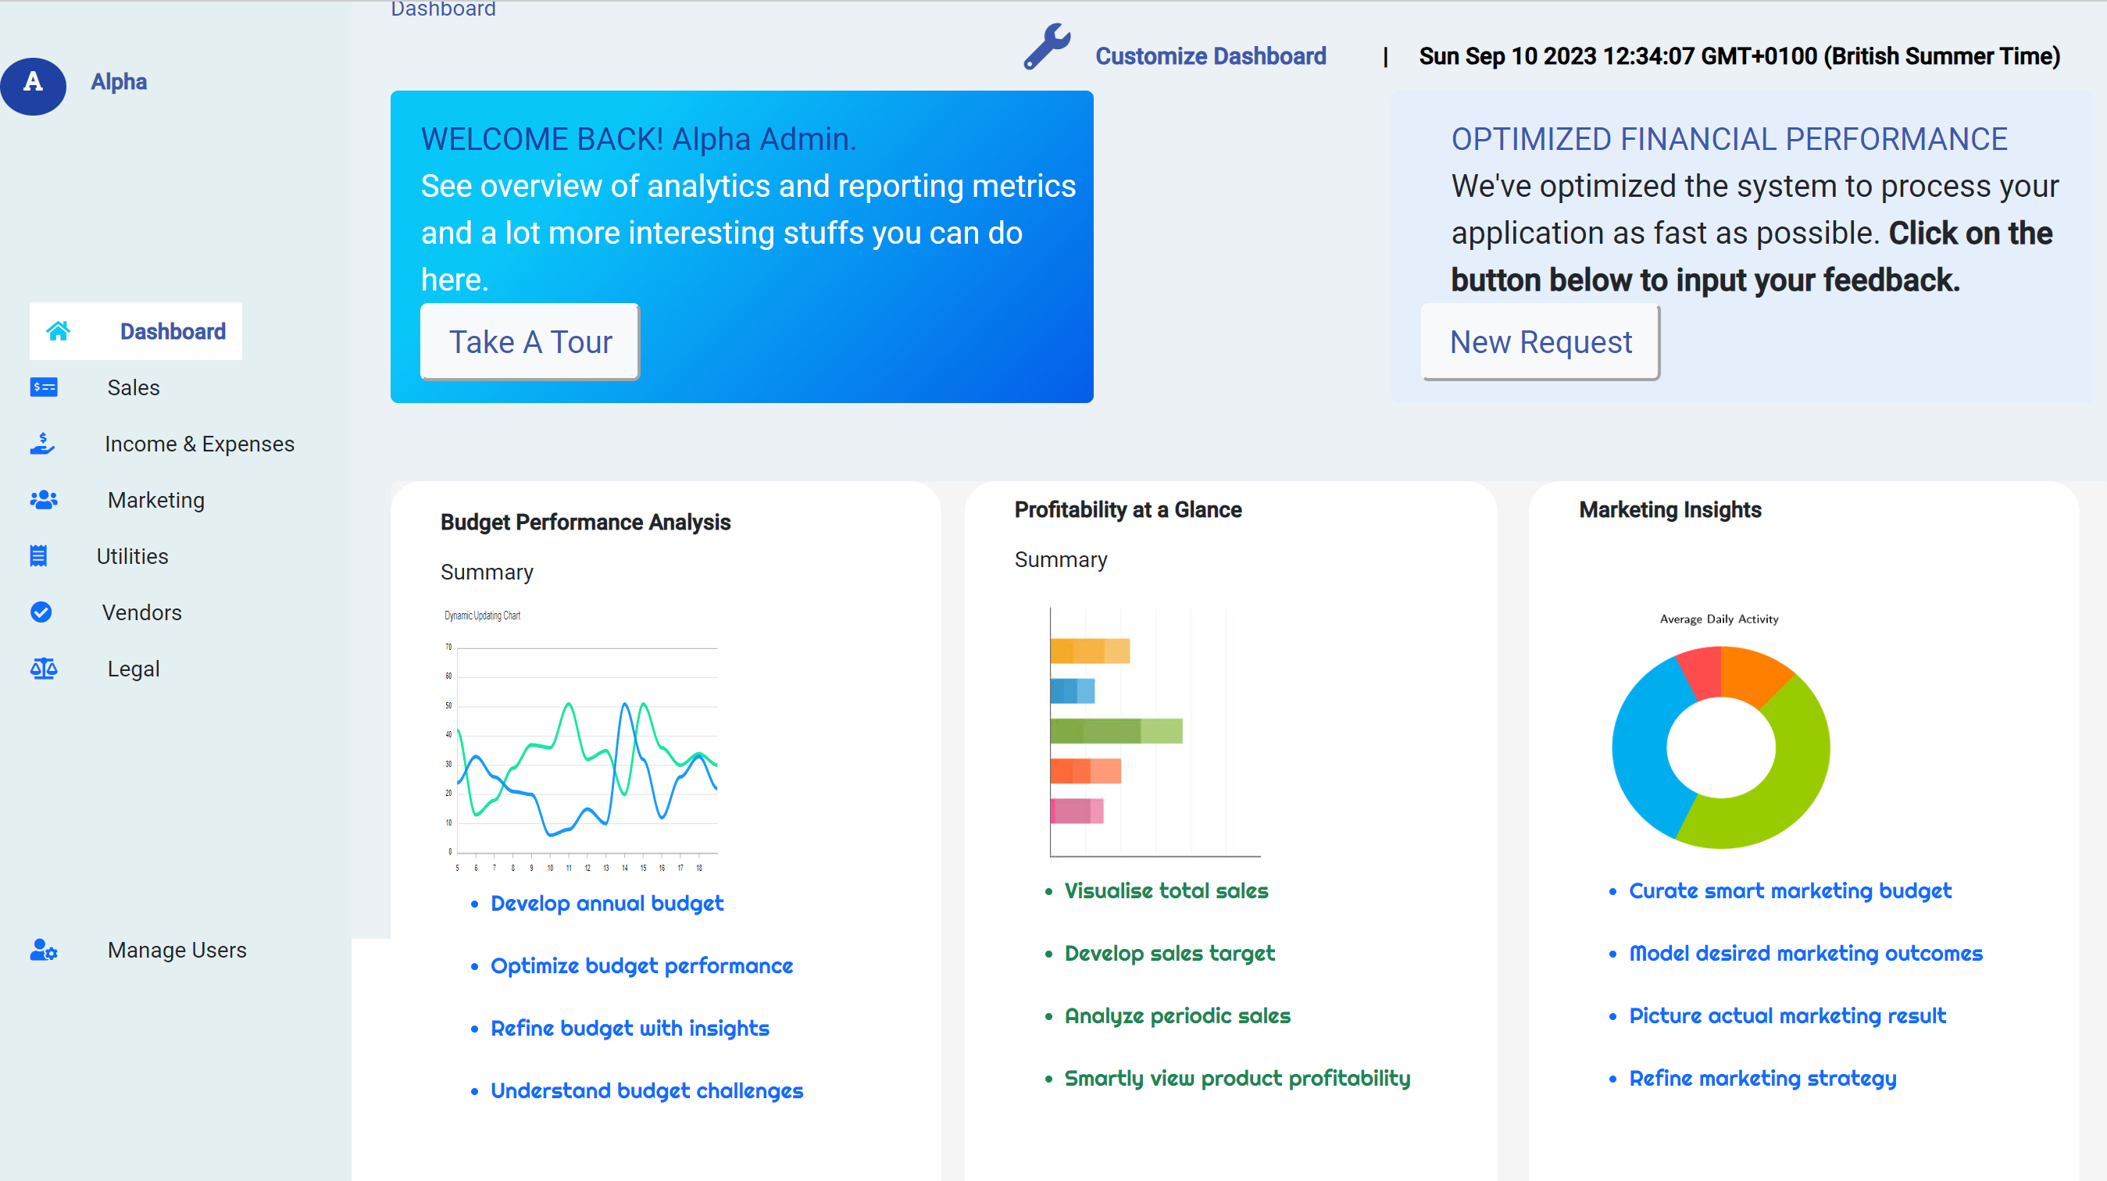 Dashboard
Customize Dashboard | Sun Sep 10 2023 12:34:07 GMT+0100 (British Summer Time)
A Alpha
WELCOME BACK! Alpha Admin.
See overview of analytics and reporting metrics
and a lot more interesting stuffs you can do
here.
Take A Tour
OPTIMIZED FINANCIAL PERFORMANCE
We've optimized the system to process your
application as fast as possible. Click on the
button below to input your feedback.
New Request
Dashboard
Sales
Income & Expenses
Marketing
Utilities
Vendors
Legal
Manage Users
Budget Performance Analysis
Summary
Dynamic Updating Chart
70
60
50
40
30
20
10
0
5 6 7 8 9 10 11 12 13 14 15 16 17 18
Develop annual budget
Optimize budget performance
Refine budget with insights
Understand budget challenges
Profitability at a Glance
Summary
Visualise total sales
Develop sales target
Analyze periodic sales
Smartly view product profitability
Marketing Insights
Average Daily Activity
Curate smart marketing budget
Model desired marketing outcomes
Picture actual marketing result
Refine marketing strategy